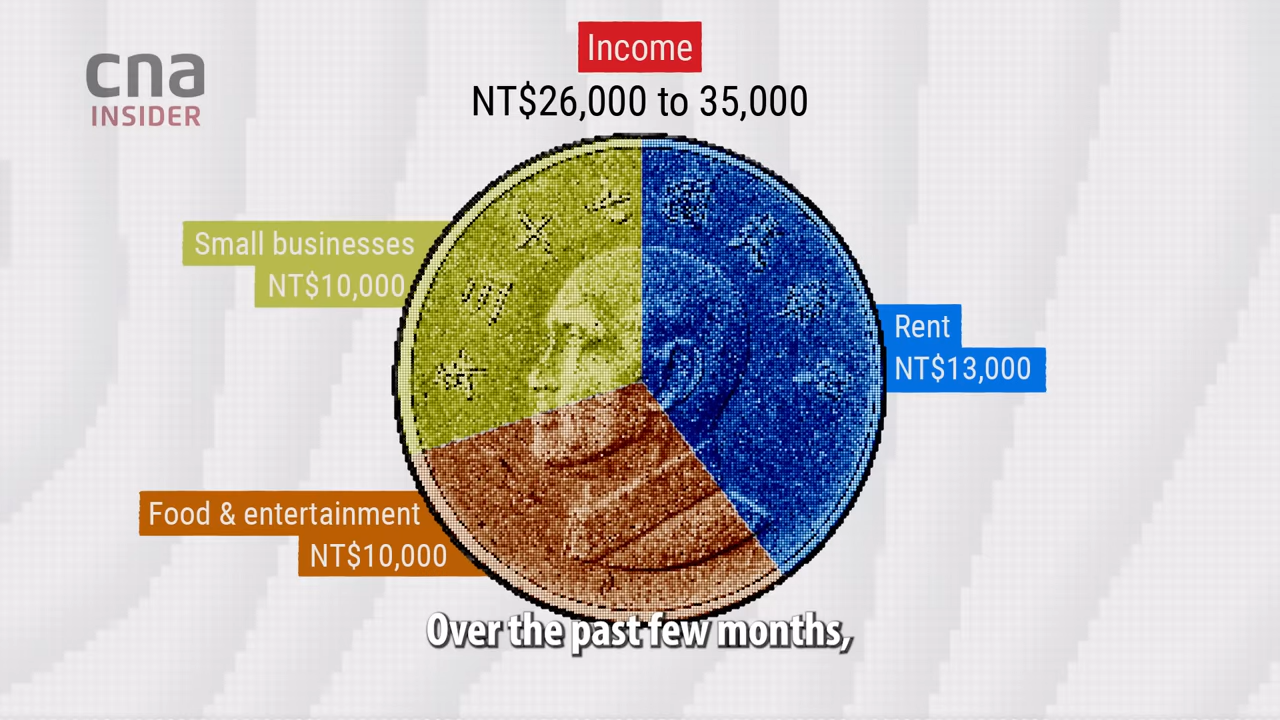 cna
INSIDER
Income
NT$26,000 to 35,000
Small businesses
NT$10,000
Rent
NT$13,000
Food & entertainment
NT$10,000
Over the past few months,